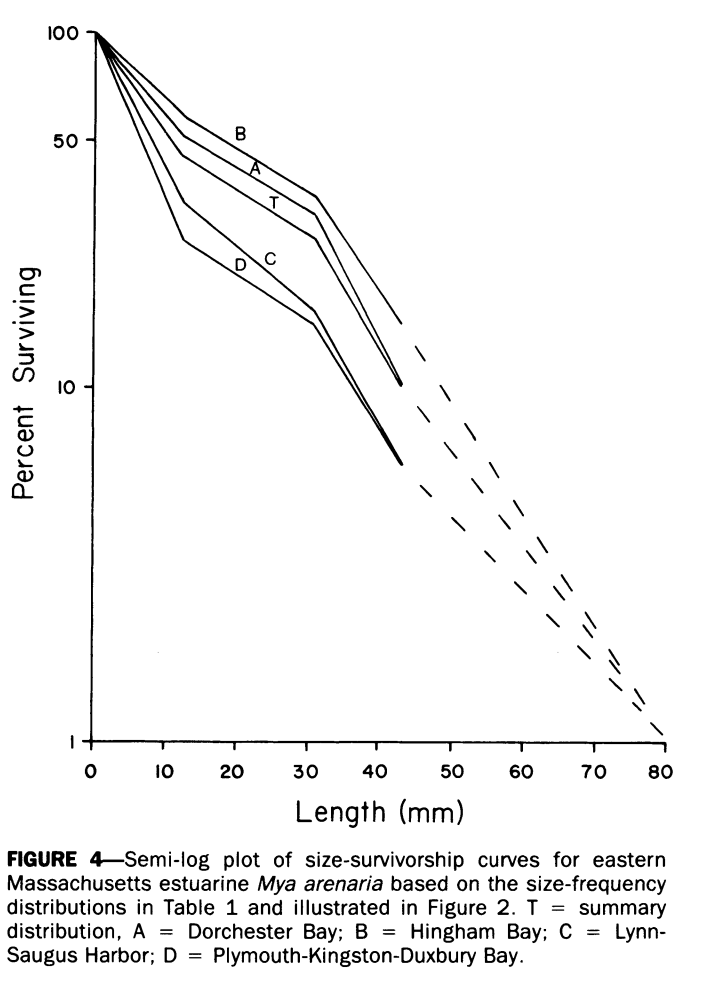 100
50
10
1
Percent Surviving
B
A
T
C
D
0 10 20 30 40 50 60 70 80
Length (mm)
FIGURE 4—Semi-log plot of size-survivorship curves for eastern
Massachusetts estuarine Mya arenaria based on the size-frequency
distributions in Table 1 and illustrated in Figure 2. T = summary
distribution, A = Dorchester Bay; B = Hingham Bay; C = Lynn-
Saugus Harbor; D = Plymouth-Kingston-Duxbury Bay.